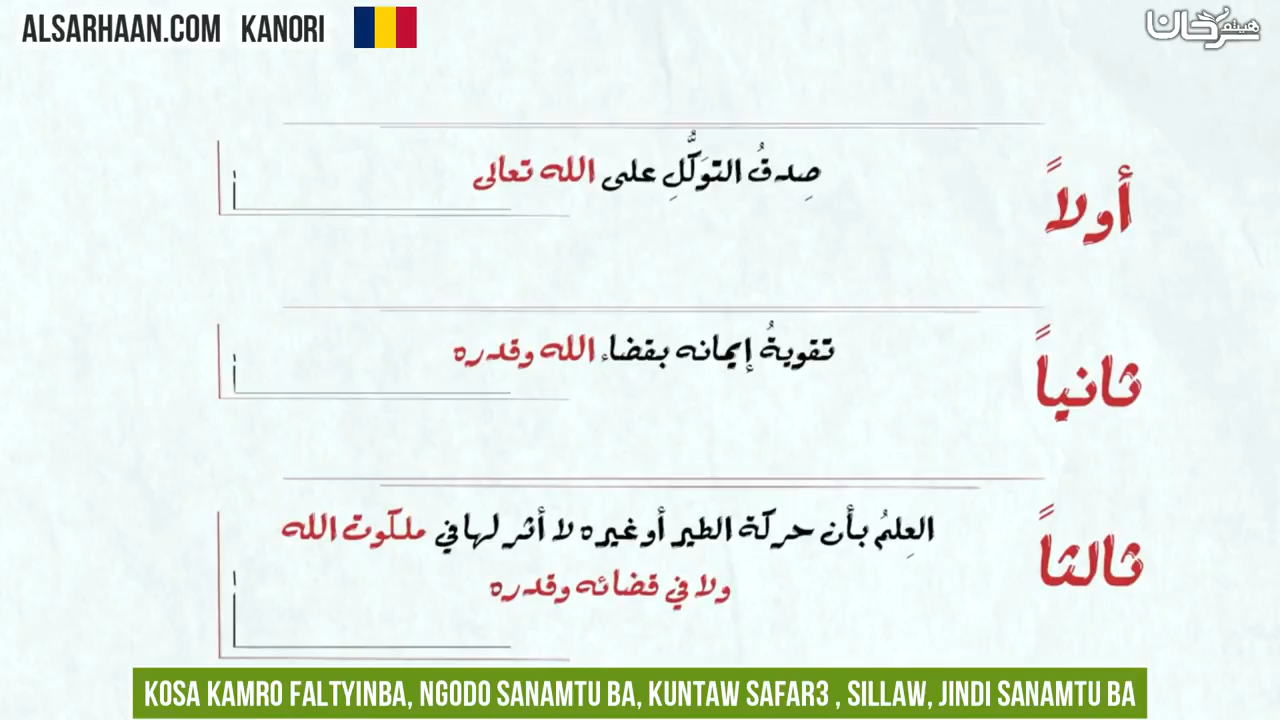 ALSARHAAN.COM KANORI
هيثم سرحان
أولاً
صِدقُ التوَكُّلِ على الله تعالى
ثانياً
تقويةُ إيمانه بقضاء الله وقدره
ثالثاً
العِلمُ بأن حركة الطير أو غيره لا أثر لها في ملكوت الله
ولا في قضائه وقدره
KOSA KAMRO FALTYINBA, NGODO SANAMTU BA, KUNTAW SAFAR3 , SILLAW, JINDI SANAMTU BA